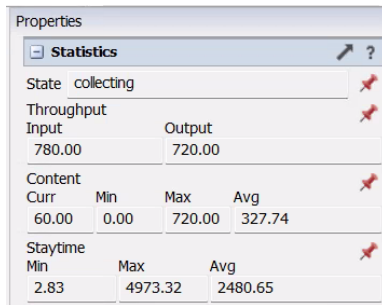 Properties
Statistics ?
State collecting
Throughput
Input Output
780.00 720.00
Content
Curr Min Max Avg
60.00 0.00 720.00 327.74
Staytime
Min Max Avg
2.83 4973.32 2480.65